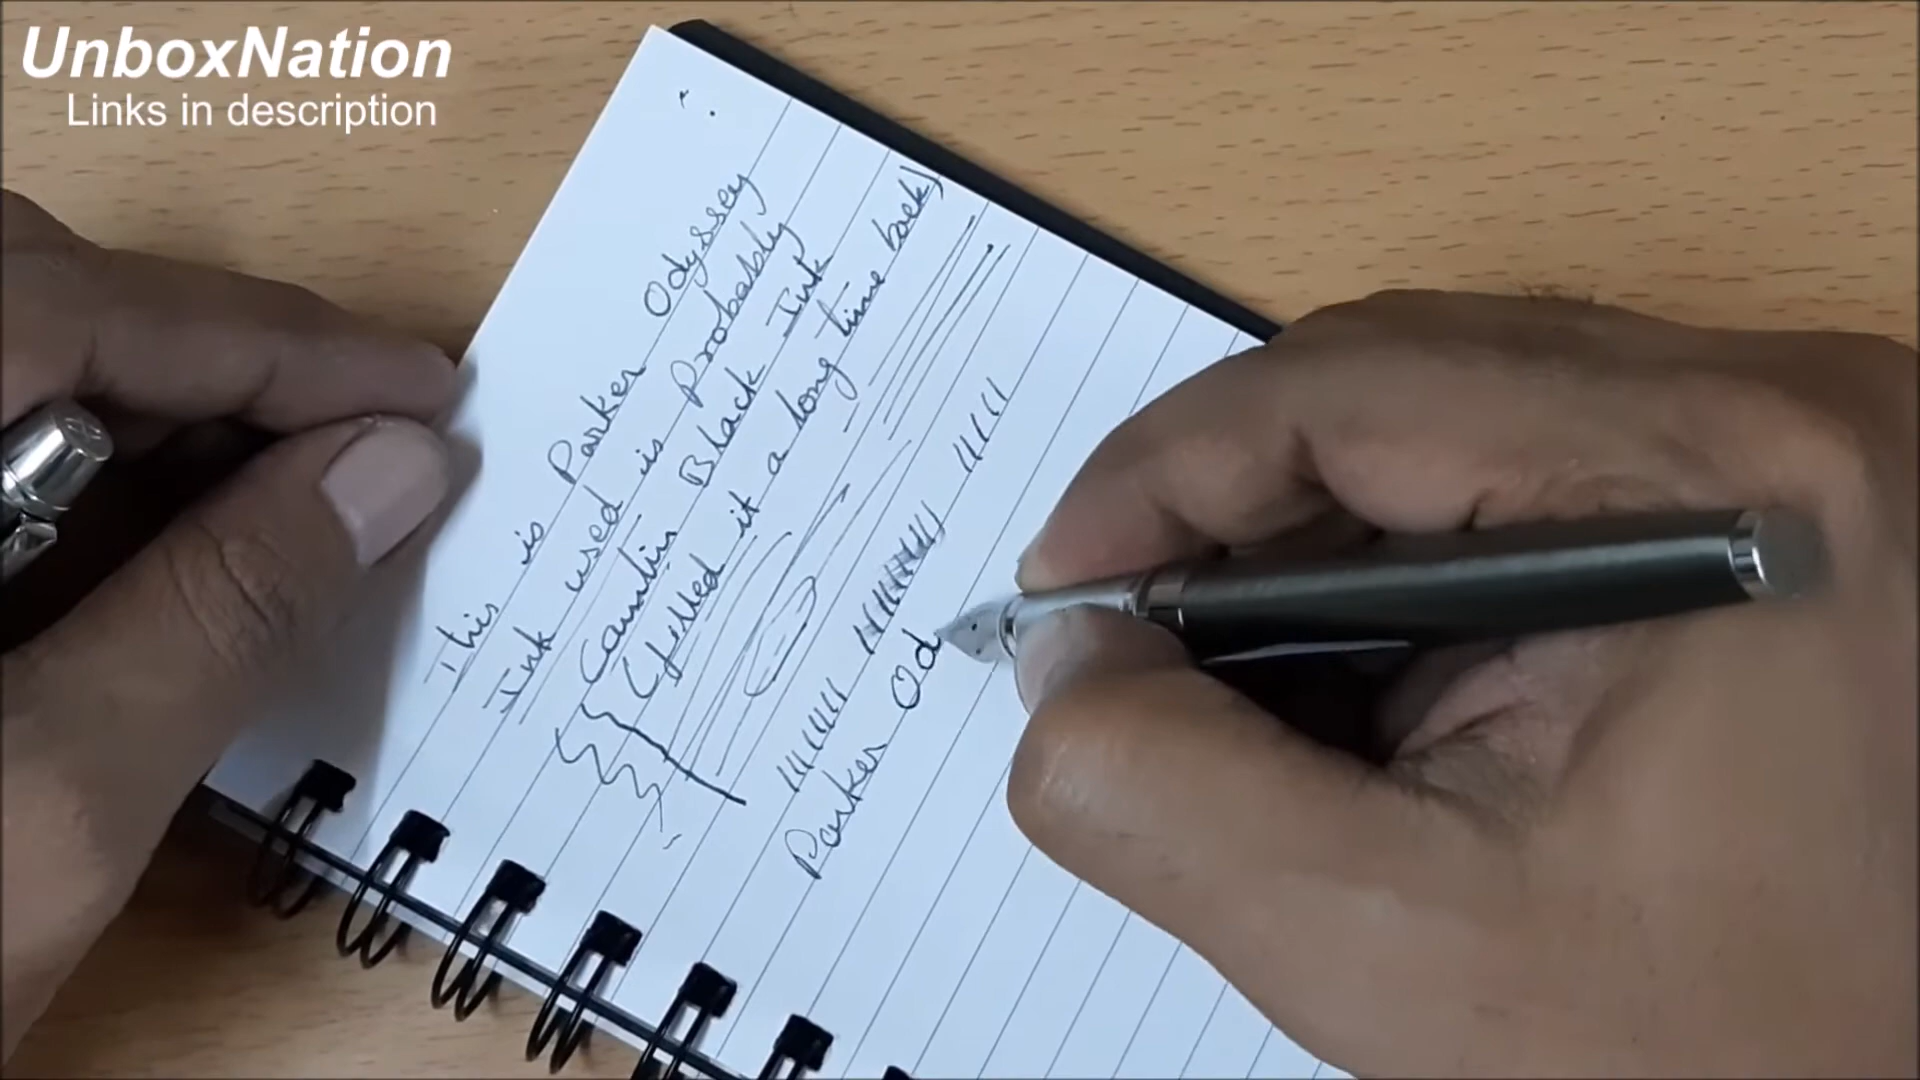 UnboxNation
Links in description
This is Parker Odyssey
Ink used is Probably
Camlin Black Ink
(filled it a long time back)
Parker Od